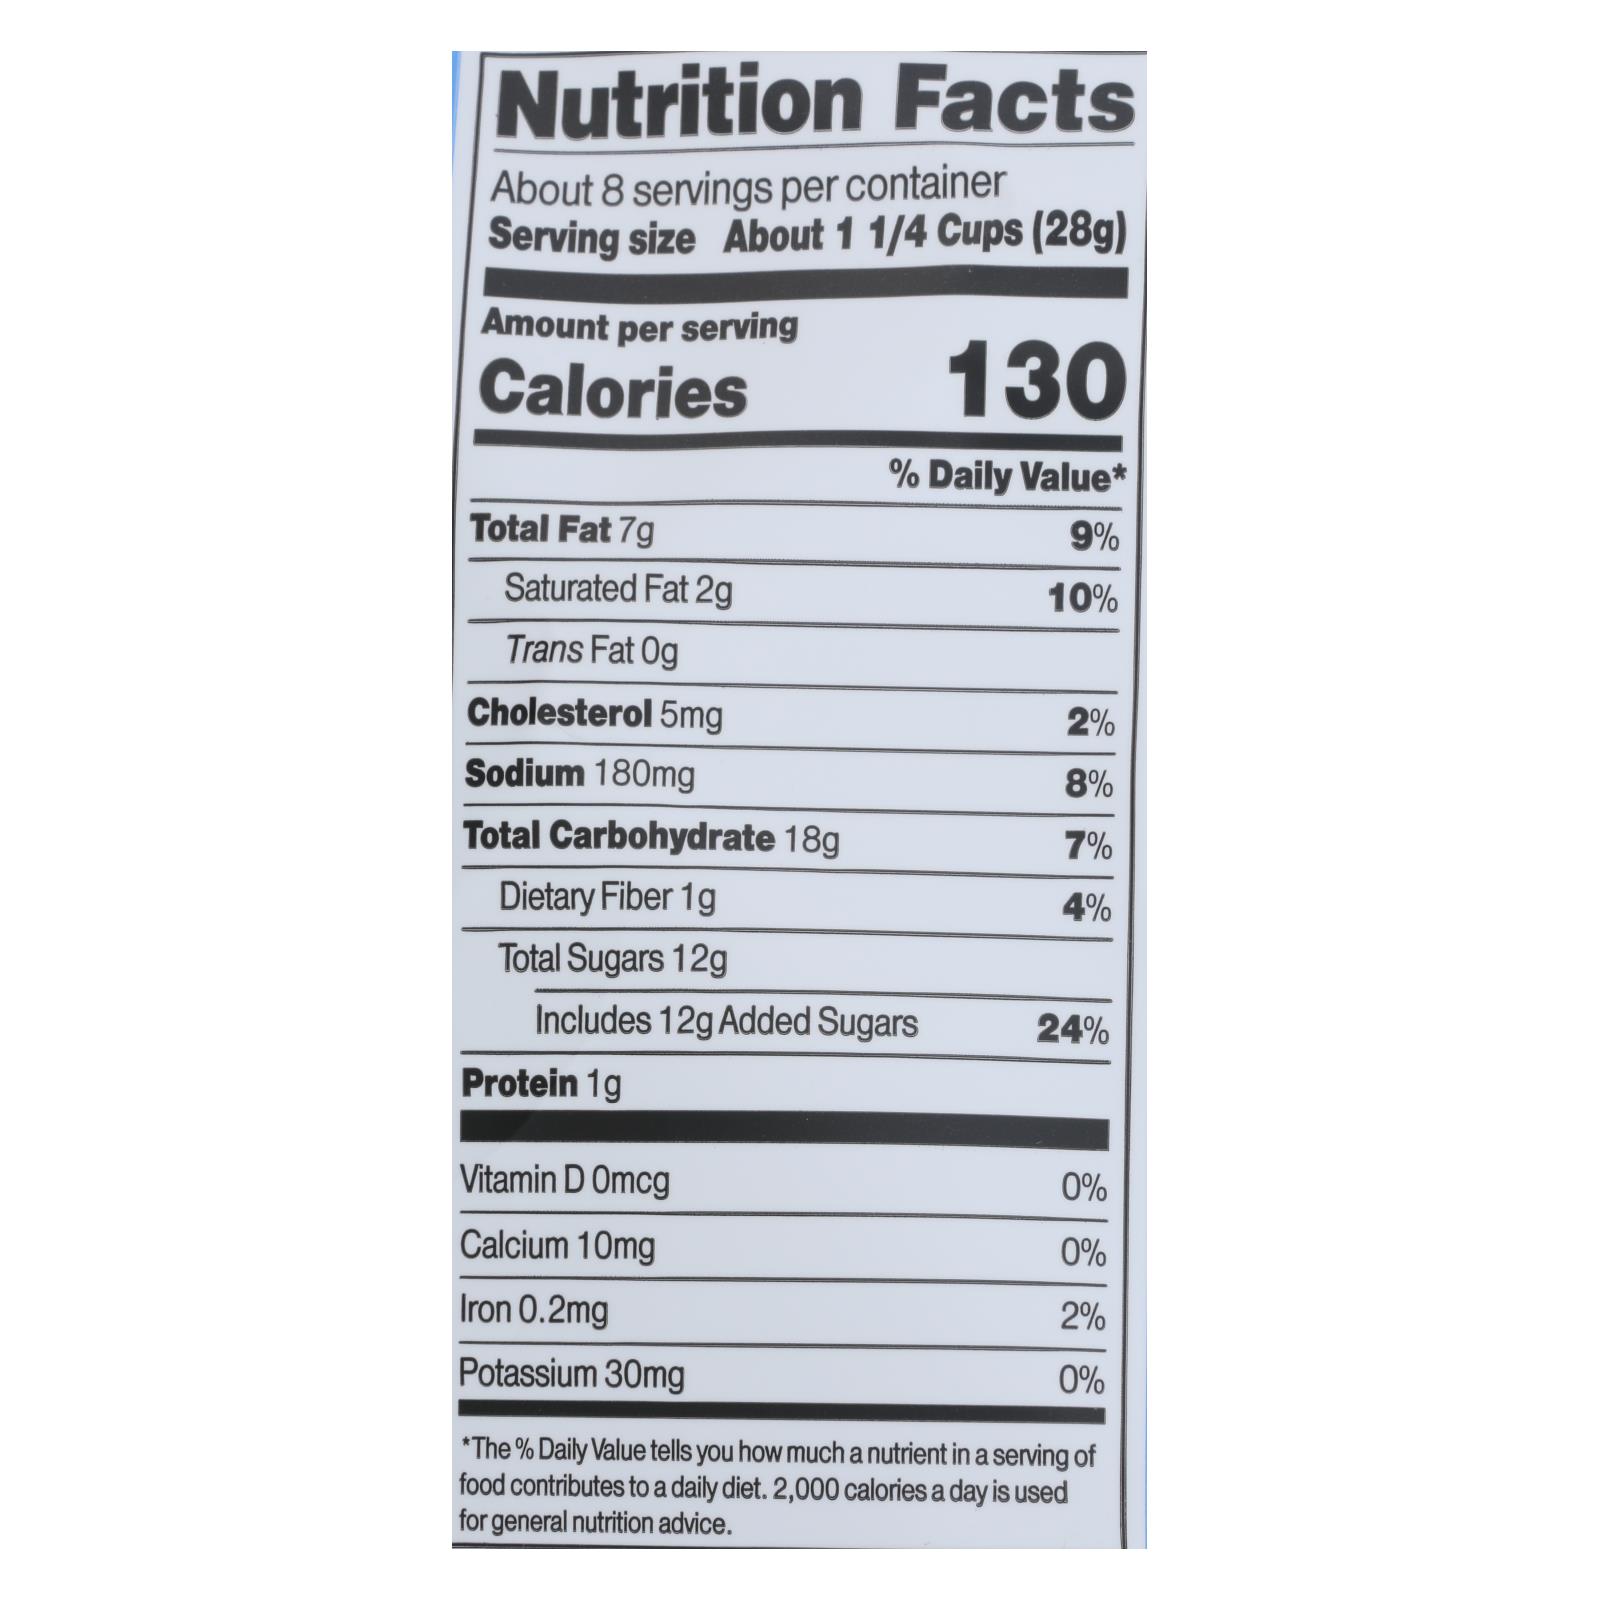 Nutrition Facts
About 8 servings per container
Serving size About 1 1/4 Cups (28g)
Amount per serving
Calories 130
% Daily Value*
Total Fat 7g 9%
Saturated Fat 2g 10%
Trans Fat 0g
Cholesterol 5mg 2%
Sodium 180mg 8%
Total Carbohydrate 18g 7%
Dietary Fiber 1g 4%
Total Sugars 12g
Includes 12g Added Sugars 24%
Protein 1g
Vitamin D 0mcg 0%
Calcium 10mg 0%
Iron 0.2mg 2%
Potassium 30mg 0%
*The % Daily Value tells you how much a nutrient in a serving of
food contributes to a daily diet. 2,000 calories a day is used
for general nutrition advice.